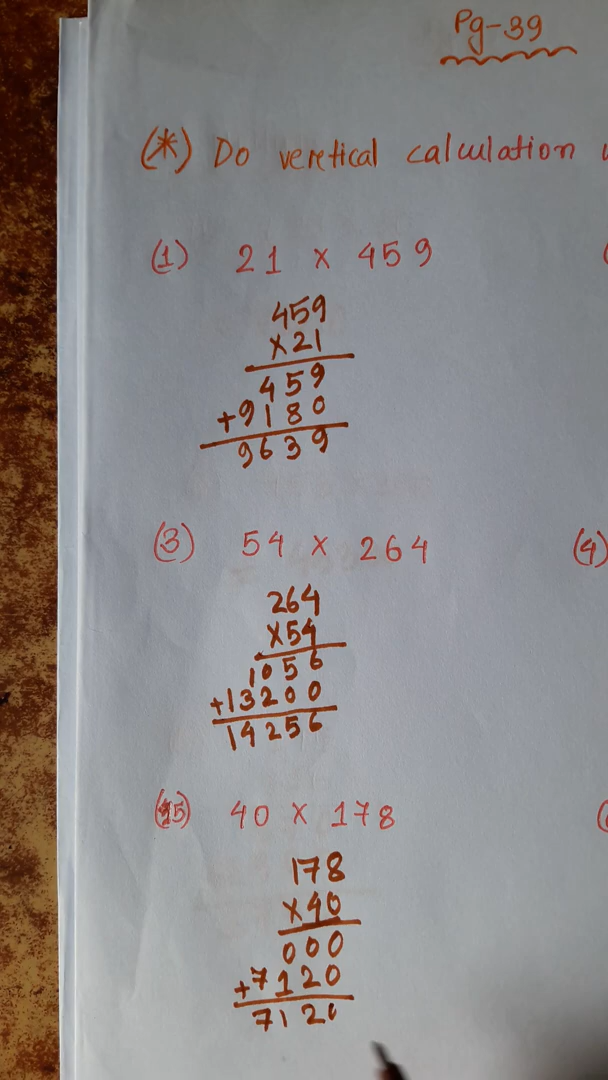 Pg-39
(*) Do veretical calculation
(1) 21 x 459
459
x21
459
+9180
9639
(3) 54 x 264
(4)
264
x54
1056
+13200
14256
(5) 40 x 178
178
x40
000
+7120
7120